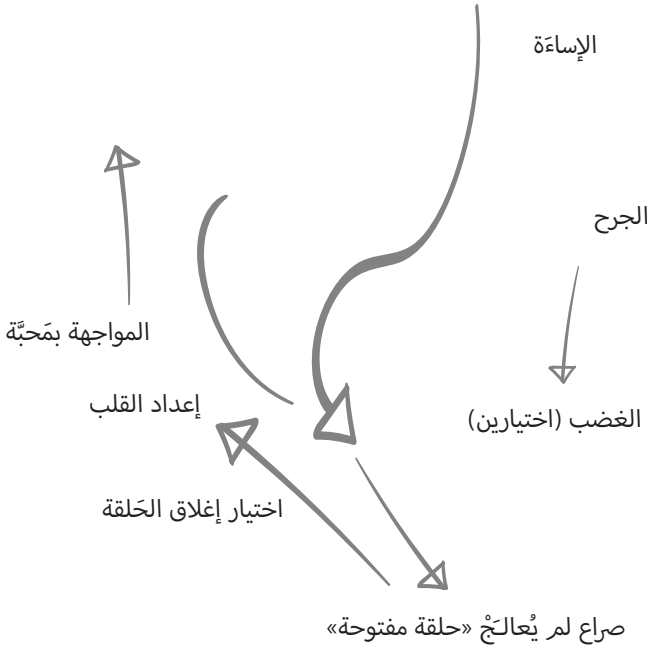 الإساءَة
الجرح
المواجهة بمَحبَّة
إعداد القلب
الغضب (اختيارين)
اختيار إغلاق الحَلقة
صراع لم يُعالَجْ «حلقة مفتوحة»